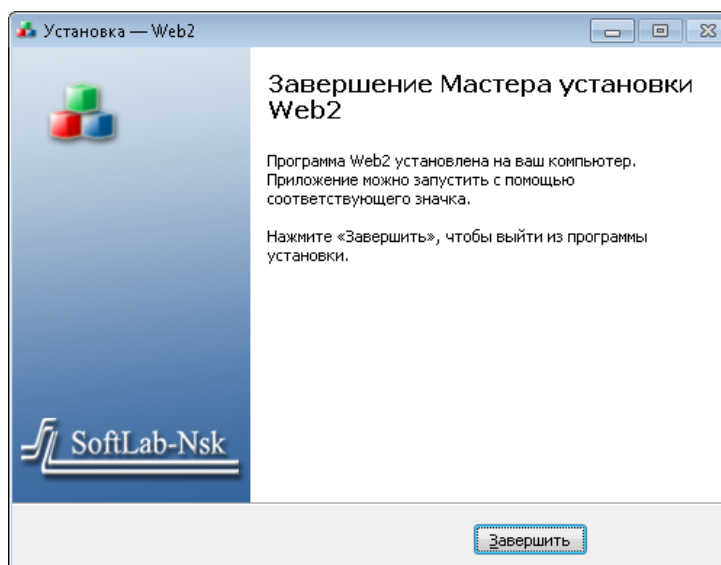 Установка — Web2
Завершение Мастера установки
Web2
Программа Web2 установлена на ваш компьютер.
Приложение можно запустить с помощью
соответствующего значка.
Нажмите «Завершить», чтобы выйти из программы
установки.
SoftLab-Nsk
Завершить